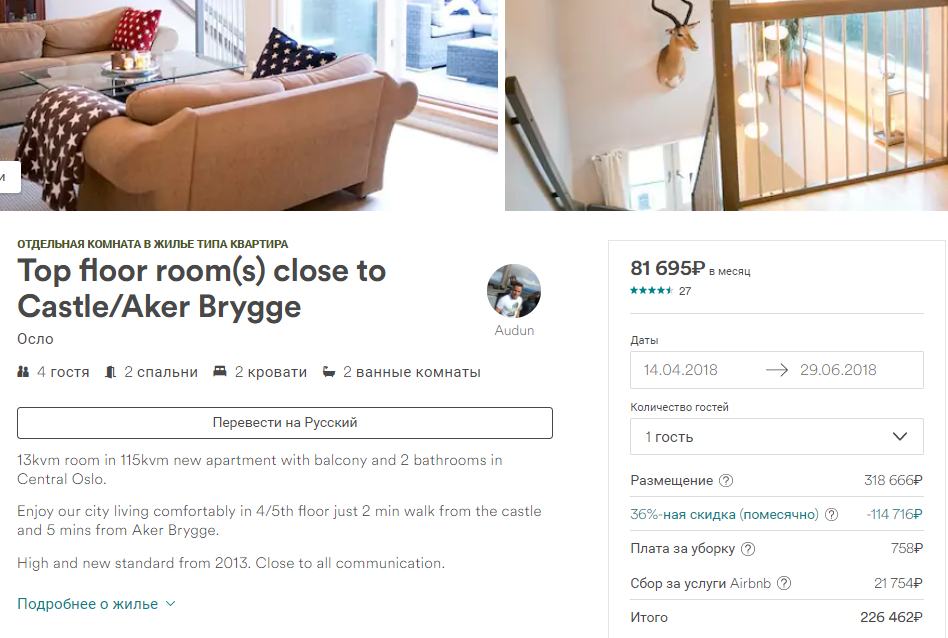 и
ОТДЕЛЬНАЯ КОМНАТА В ЖИЛЬЕ ТИПА КВАРТИРА
Top floor room(s) close to
Castle/Aker Brygge
Audun
Осло
4 гостя 2 спальни 2 кровати 2 ванные комнаты
Перевести на Русский
13kvm room in 115kvm new apartment with balcony and 2 bathrooms in
Central Oslo.
Enjoy our city living comfortably in 4/5th floor just 2 min walk from the castle
and 5 mins from Aker Brygge.
High and new standard from 2013. Close to all communication.
Подробнее о жилье
81 695₽ в месяц
27
Даты
14.04.2018 29.06.2018
Количество гостей
1 гость
Размещение ? 318 666₽
36%-ная скидка (помесячно) ? -114 716₽
Плата за уборку ? 758₽
Сбор за услуги Airbnb ? 21 754₽
Итого 226 462₽